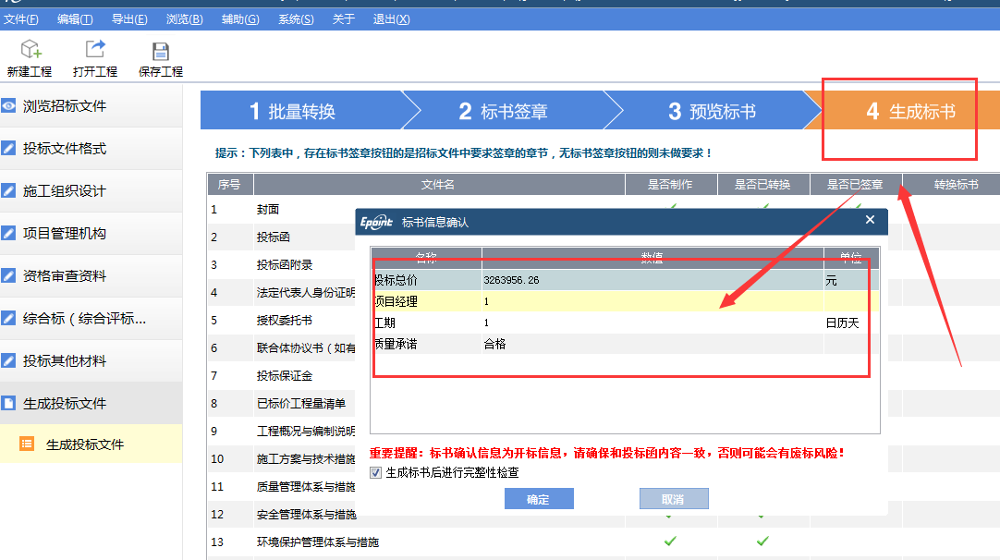 文件(F) 编辑(T) 导出(E) 浏览(B) 辅助(G) 系统(S) 关于 退出(X)
新建工程 打开工程 保存工程
浏览招标文件
投标文件格式
施工组织设计
项目管理机构
资格审查资料
综合标（综合评标...
投标其他材料
生成投标文件
生成投标文件
1 批量转换 2 标书签章 3 预览标书 4 生成标书
提示：下列表中，存在标书签章按钮的是招标文件中要求签章的章节，无标书签章按钮的则未做要求！
序号 文件名 是否制作 是否已转换 是否已签章 转换标书
1 封面
2 投标函
3 投标函附录
4 法定代表人身份证明
5 授权委托书
6 联合体协议书（如有
7 投标保证金
8 已标价工程量清单
9 工程概况与编制说明
10 施工方案与技术措施
11 质量管理体系与措施
12 安全管理体系与措施
13 环境保护管理体系与措施
Epoint 标书信息确认
名称 数值 单位
投标总价 3263956.26 元
项目经理 1
工期 1 日历天
质量承诺 合格
重要提醒：标书确认信息为开标信息，请确保和投标函内容一致，否则可能会有废标风险！
生成标书后进行完整性检查
确定 取消